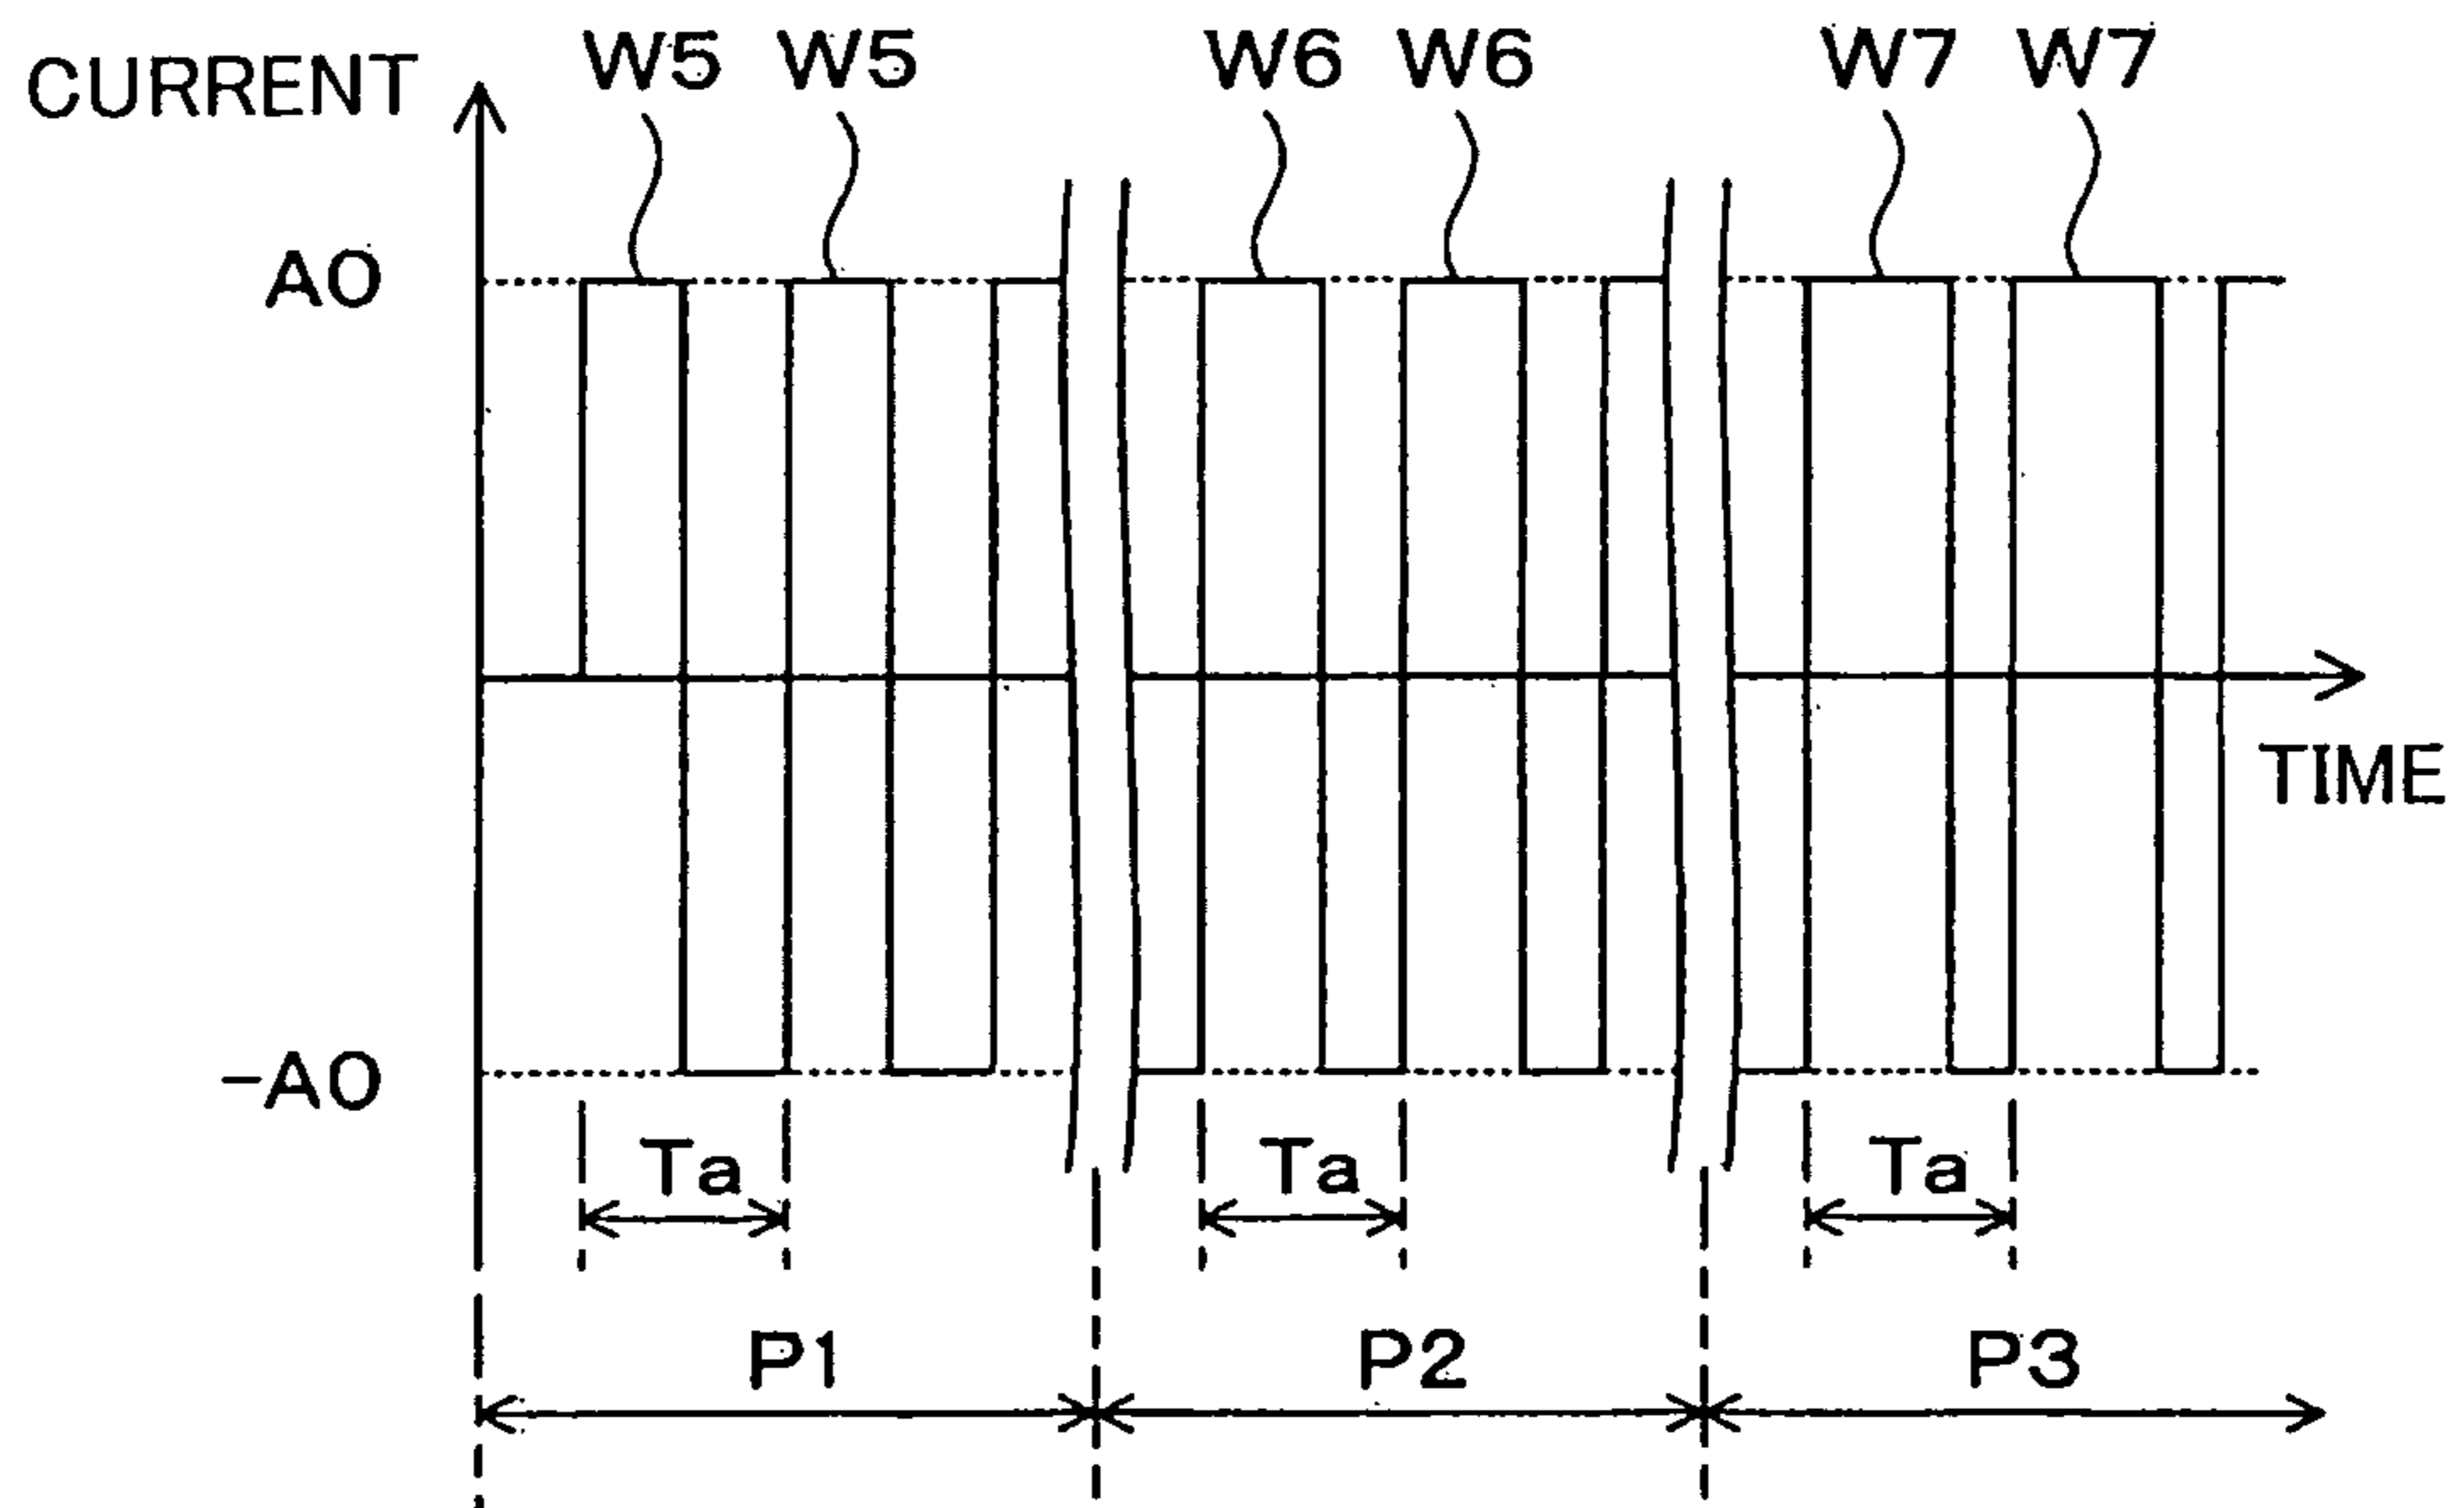 CURRENT
W5 W5 W6 W6 W7 W7
A0
TIME
-A0
Ta Ta Ta
P1 P2 P3